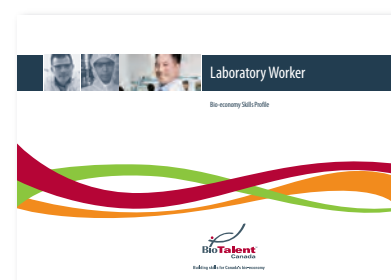 Laboratory Worker
Bio-economy Skills Profile
BioTalent
Canada
Building skills for Canada's bio-economy